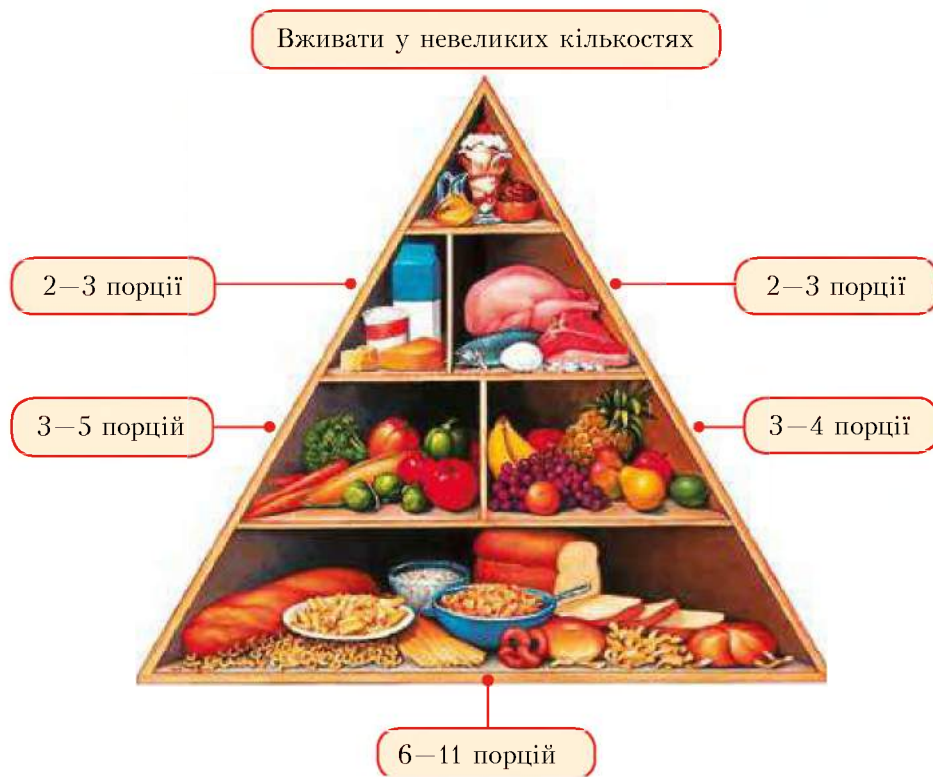 Вживати у невеликих кількостях
2–3 порції
2–3 порції
3–5 порцій
3–4 порції
6–11 порцій